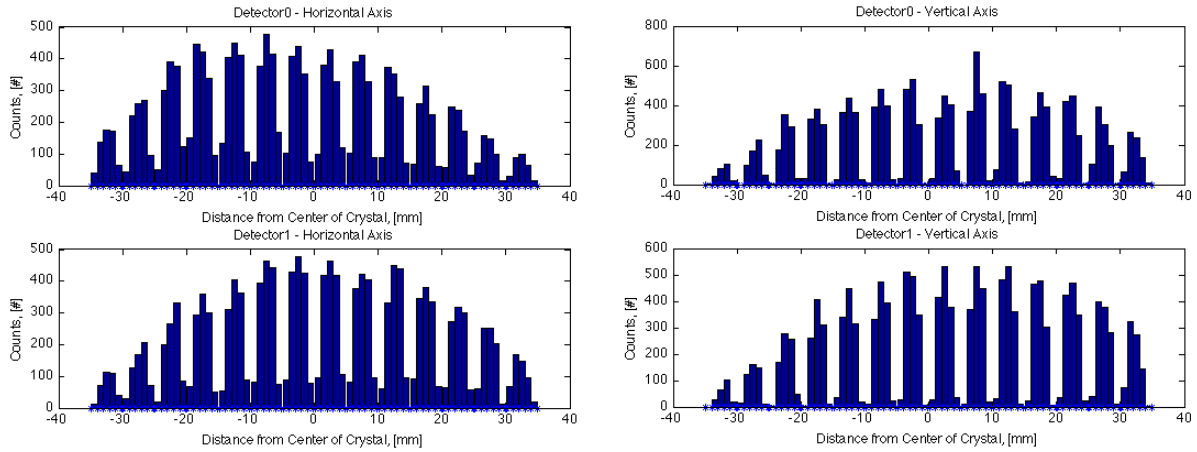 Detector0 - Horizontal Axis
Counts, [#]
500
400
300
200
100
0
-40 -30 -20 -10 0 10 20 30 40
Distance from Center of Crystal, [mm]
Detector0 - Vertical Axis
Counts, [#]
800
600
400
200
0
-40 -30 -20 -10 0 10 20 30 40
Distance from Center of Crystal, [mm]
Detector1 - Horizontal Axis
Counts, [#]
500
400
300
200
100
0
-40 -30 -20 -10 0 10 20 30 40
Distance from Center of Crystal, [mm]
Detector1 - Vertical Axis
Counts, [#]
600
500
400
300
200
100
0
-40 -30 -20 -10 0 10 20 30 40
Distance from Center of Crystal, [mm]